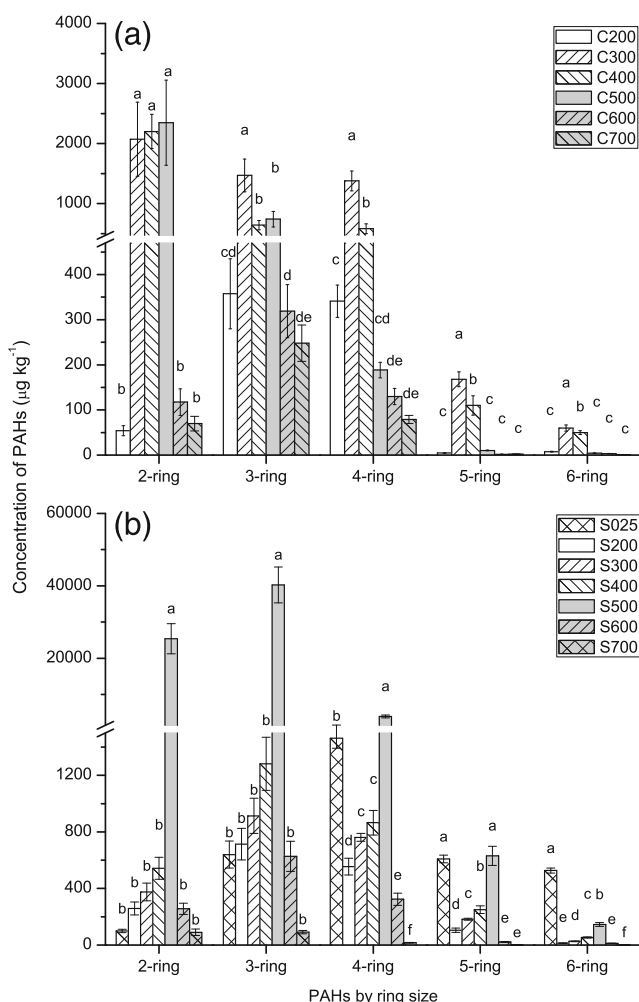 (a)
C200
C300
C400
C500
C600
C700
4000
3000
2000
1000
400
300
200
100
0
b a a a b b
cd a b b d de
c a b cd de de
c a b c c c
c a b c c c
2-ring 3-ring 4-ring 5-ring 6-ring
Concentration of PAHs (µg kg⁻¹)
(b)
S025
S200
S300
S400
S500
S600
S700
60000
40000
20000
1200
800
400
0
b b b b a b b
b b b b a b b
b d c c a e f
a d c b a e e
a e d c b e f
2-ring 3-ring 4-ring 5-ring 6-ring
PAHs by ring size